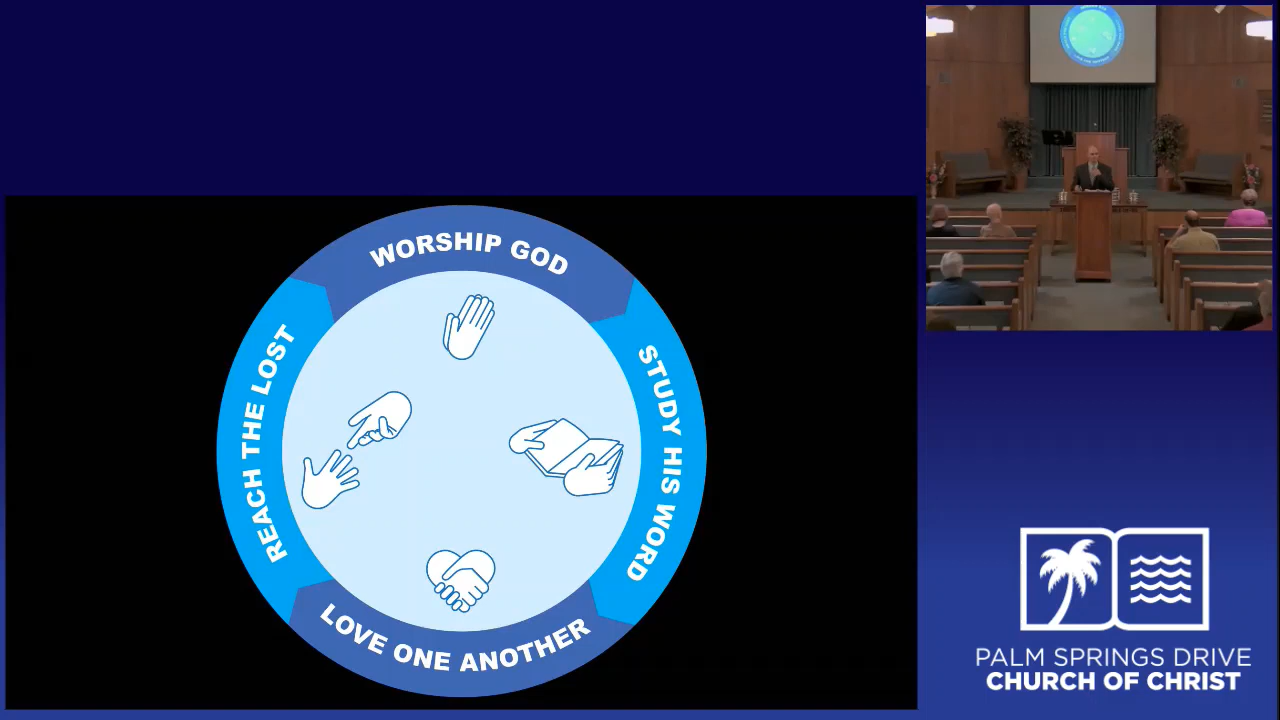 WORSHIP GOD
STUDY HIS WORD
LOVE ONE ANOTHER
REACH THE LOST
PALM SPRINGS DRIVE
CHURCH OF CHRIST